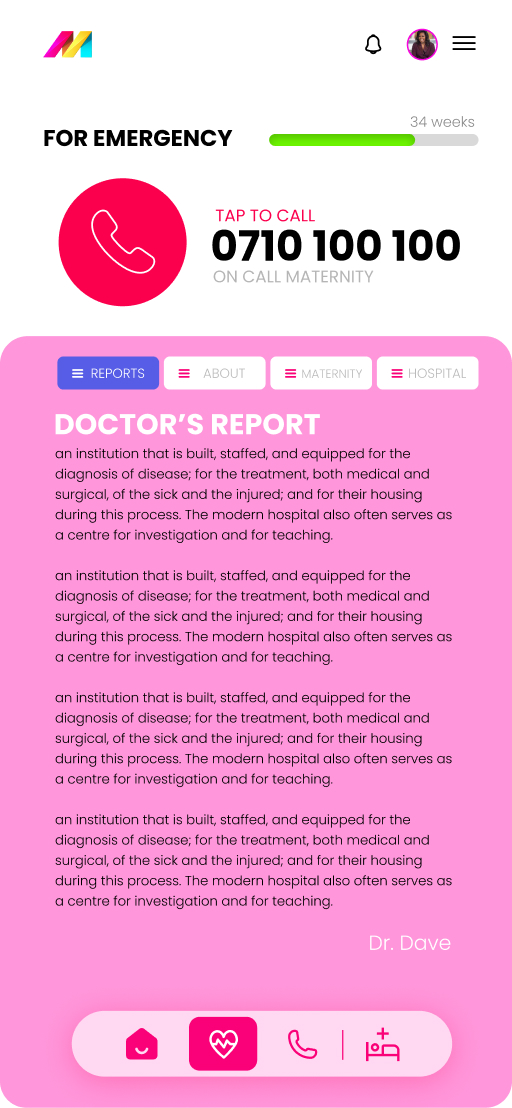 34 weeks
FOR EMERGENCY
TAP TO CALL
0710 100 100
ON CALL MATERNITY
REPORTS
ABOUT
MATERNITY
HOSPITAL
DOCTOR’S REPORT
an institution that is built, staffed, and equipped for the
diagnosis of disease; for the treatment, both medical and
surgical, of the sick and the injured; and for their housing
during this process. The modern hospital also often serves as
a centre for investigation and for teaching.
an institution that is built, staffed, and equipped for the
diagnosis of disease; for the treatment, both medical and
surgical, of the sick and the injured; and for their housing
during this process. The modern hospital also often serves as
a centre for investigation and for teaching.
an institution that is built, staffed, and equipped for the
diagnosis of disease; for the treatment, both medical and
surgical, of the sick and the injured; and for their housing
during this process. The modern hospital also often serves as
a centre for investigation and for teaching.
an institution that is built, staffed, and equipped for the
diagnosis of disease; for the treatment, both medical and
surgical, of the sick and the injured; and for their housing
during this process. The modern hospital also often serves as
a centre for investigation and for teaching.
Dr. Dave